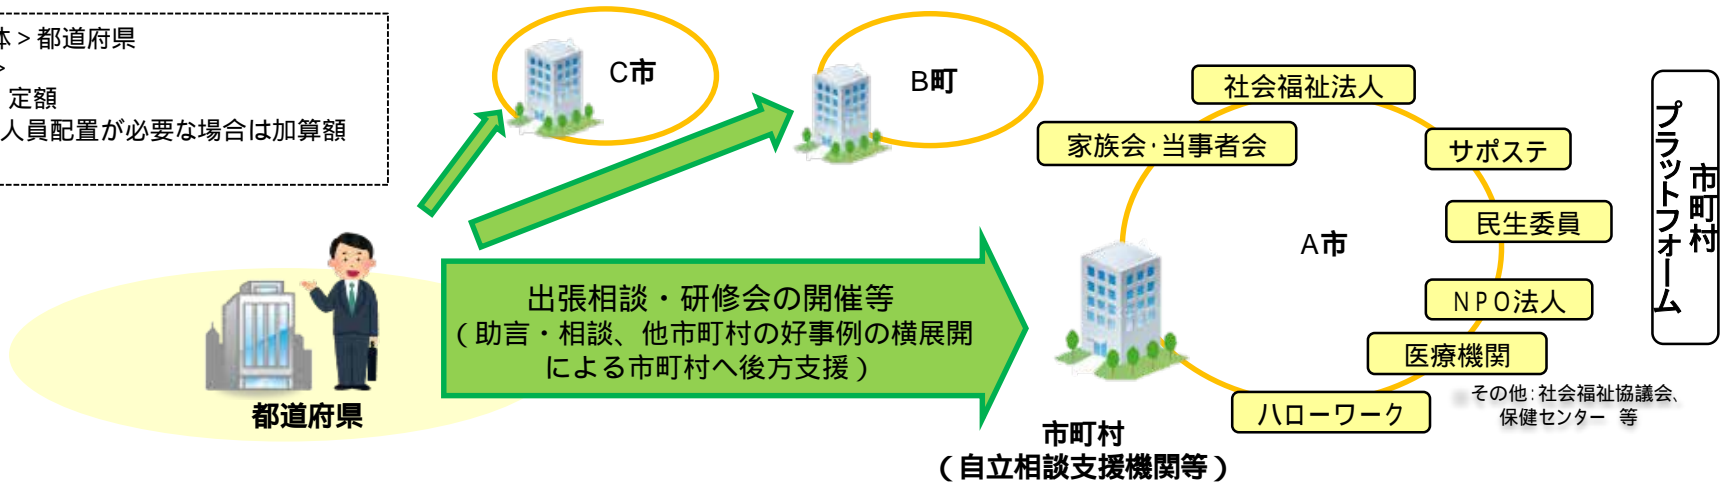 体 > 都道府県
>
定額
人員配置が必要な場合は加算額
C市
B町
社会福祉法人
家族会・当事者会
サポステ
民生委員
A市
NPO法人
医療機関
ハローワーク
その他:社会福祉協議会、
保健センター 等
市町村
プラットフォーム
出張相談・研修会の開催等
(助言・相談、他市町村の好事例の横展開
による市町村へ後方支援)
都道府県
市町村
(自立相談支援機関等)